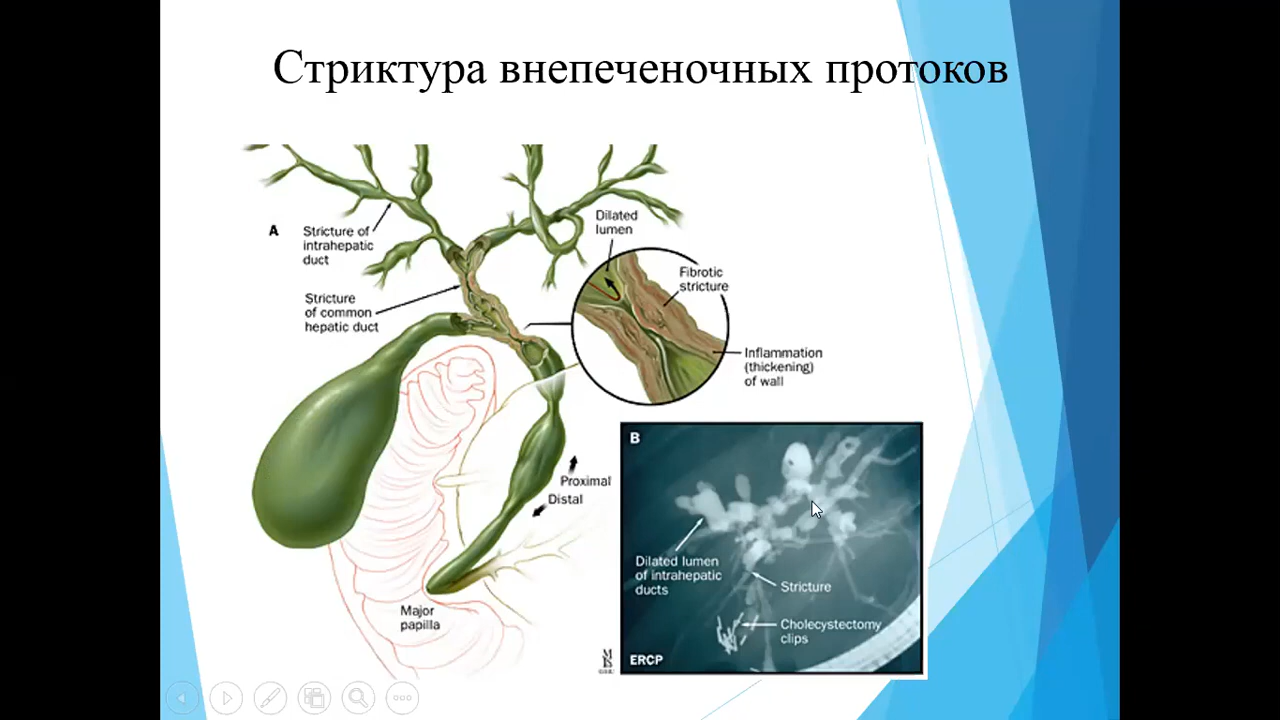 Стриктура внепеченочных протоков
A
Stricture of
intrahepatic
duct
Dilated
lumen
Fibrotic
stricture
Stricture
of common
hepatic duct
Inflammation
(thickening)
of wall
Proximal
Distal
Major
papilla
B
Dilated lumen
of intrahepatic
ducts
Stricture
Cholecystectomy
clips
ERCP